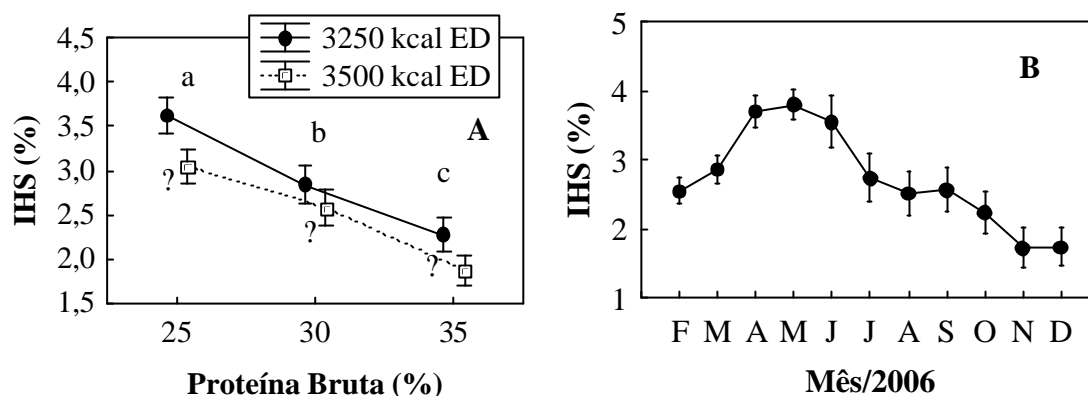 4,5
4,0
3,5
3,0
2,5
2,0
1,5
IHS (%)
3250 kcal ED
3500 kcal ED
a
b
c
A
?
?
?
25 30 35
Proteína Bruta (%)
5
4
3
2
1
IHS (%)
B
F M A M J J A S O N D
Mês/2006